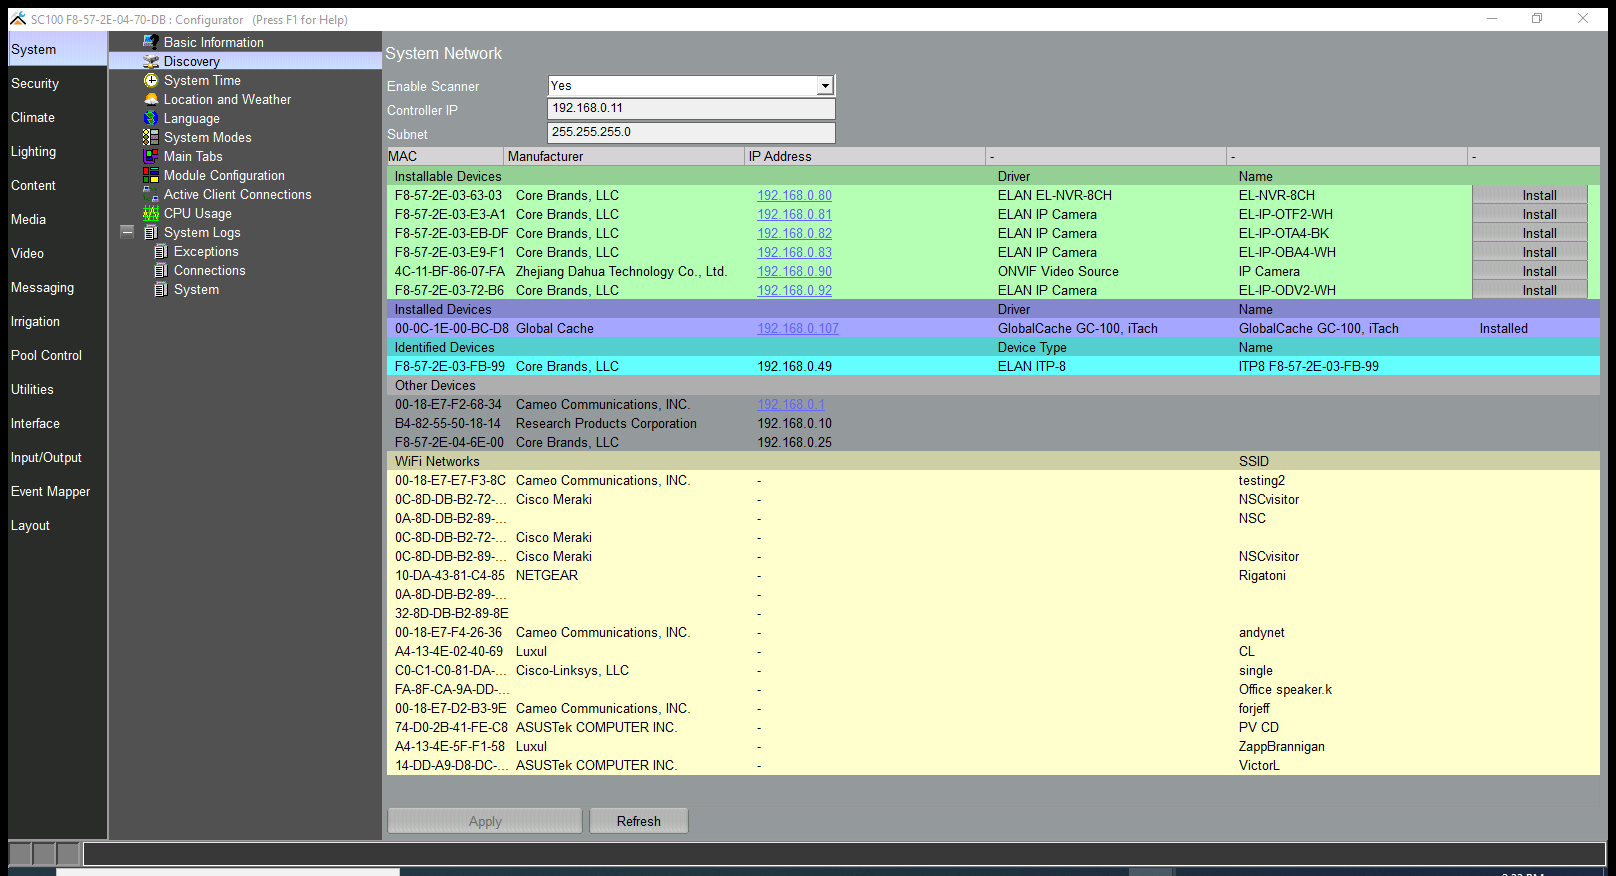 SC100 F8-57-2E-04-70-DB : Configurator (Press F1 for Help)
System
Security
Climate
Lighting
Content
Media
Video
Messaging
Irrigation
Pool Control
Utilities
Interface
Input/Output
Event Mapper
Layout
Basic Information
Discovery
System Time
Location and Weather
Language
System Modes
Main Tabs
Module Configuration
Active Client Connections
CPU Usage
System Logs
Exceptions
Connections
System
System Network
Enable Scanner Yes
Controller IP 192.168.0.11
Subnet 255.255.255.0
MAC Manufacturer IP Address - - -
Installable Devices Driver Name
F8-57-2E-03-63-03 Core Brands, LLC 192.168.0.80 ELAN EL-NVR-8CH EL-NVR-8CH Install
F8-57-2E-03-E3-A1 Core Brands, LLC 192.168.0.81 ELAN IP Camera EL-IP-OTF2-WH Install
F8-57-2E-03-EB-DF Core Brands, LLC 192.168.0.82 ELAN IP Camera EL-IP-OTA4-BK Install
F8-57-2E-03-E9-F1 Core Brands, LLC 192.168.0.83 ELAN IP Camera EL-IP-OBA4-WH Install
4C-11-BF-86-07-FA Zhejiang Dahua Technology Co., Ltd. 192.168.0.90 ONVIF Video Source IP Camera Install
F8-57-2E-03-72-B6 Core Brands, LLC 192.168.0.92 ELAN IP Camera EL-IP-ODV2-WH Install
Installed Devices Driver Name
00-0C-1E-00-BC-D8 Global Cache 192.168.0.107 GlobalCache GC-100, iTach GlobalCache GC-100, iTach Installed
Identified Devices Device Type Name
F8-57-2E-03-FB-99 Core Brands, LLC 192.168.0.49 ELAN ITP-8 ITP8 F8-57-2E-03-FB-99
Other Devices
00-18-E7-F2-68-34 Cameo Communications, INC. 192.168.0.1
B4-82-55-50-18-14 Research Products Corporation 192.168.0.10
F8-57-2E-04-6E-00 Core Brands, LLC 192.168.0.25
WiFi Networks SSID
00-18-E7-E7-F3-8C Cameo Communications, INC. - testing2
0C-8D-DB-B2-72-... Cisco Meraki - NSCvisitor
0A-8D-DB-B2-89-... - NSC
0C-8D-DB-B2-72-... Cisco Meraki -
0C-8D-DB-B2-89-... Cisco Meraki - NSCvisitor
10-DA-43-81-C4-85 NETGEAR - Rigatoni
0A-8D-DB-B2-89-... -
32-8D-DB-B2-89-8E -
00-18-E7-F4-26-36 Cameo Communications, INC. - andynet
A4-13-4E-02-40-69 Luxul - CL
C0-C1-C0-81-DA-... Cisco-Linksys, LLC - single
FA-8F-CA-9A-DD-... - Office speaker.k
00-18-E7-D2-B3-9E Cameo Communications, INC. - forjeff
74-D0-2B-41-FE-C8 ASUSTek COMPUTER INC. - PV CD
A4-13-4E-5F-F1-58 Luxul - ZappBrannigan
14-DD-A9-D8-DC-... ASUSTek COMPUTER INC. - VictorL
Apply Refresh